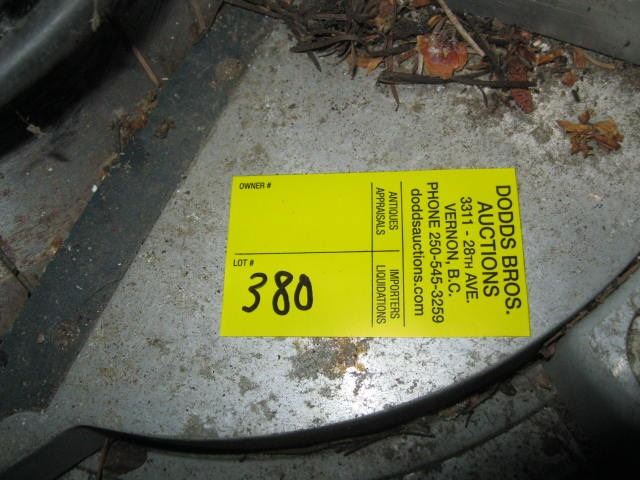 OWNER #
LOT #
380
ANTIQUES
APPRAISALS
IMPORTERS
LIQUIDATIONS
DODDS BROS.
AUCTIONS
3311 - 28TH AVE.
VERNON, B.C.
PHONE 250-545-3259
doddsauctions.com